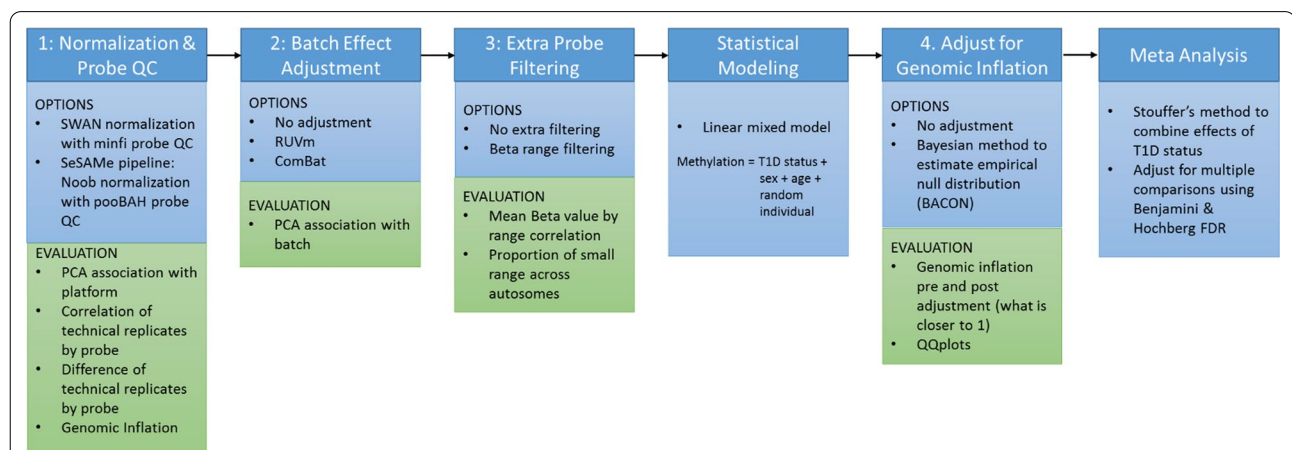 1: Normalization &
Probe QC
OPTIONS
• SWAN normalization
with minfi probe QC
• SeSAMe pipeline:
Noob normalization
with pooBAH probe
QC
EVALUATION
• PCA association with
platform
• Correlation of
technical replicates
by probe
• Difference of
technical replicates
by probe
• Genomic Inflation
2: Batch Effect
Adjustment
OPTIONS
• No adjustment
• RUVm
• ComBat
EVALUATION
• PCA association with
batch
3: Extra Probe
Filtering
OPTIONS
• No extra filtering
• Beta range filtering
EVALUATION
• Mean Beta value by
range correlation
• Proportion of small
range across
autosomes
Statistical
Modeling
• Linear mixed model
Methylation = T1D status +
sex + age +
random
individual
4. Adjust for
Genomic Inflation
OPTIONS
• No adjustment
• Bayesian method to
estimate empirical
null distribution
(BACON)
EVALUATION
• Genomic inflation
pre and post
adjustment (what is
closer to 1)
• QQplots
Meta Analysis
• Stouffer's method to
combine effects of
T1D status
• Adjust for multiple
comparisons using
Benjamini &
Hochberg FDR